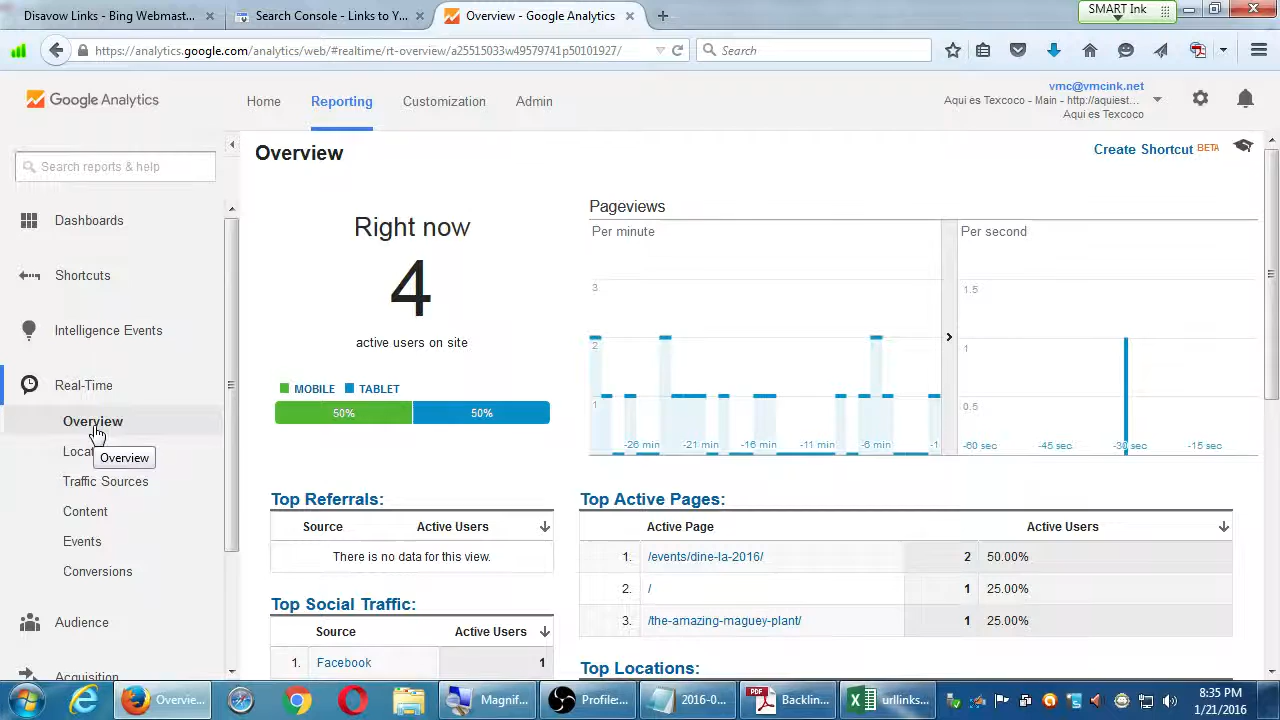 Disavow Links - Bing Webmast... ×
Search Console - Links to Y... ×
Overview - Google Analytics ×
SMART Ink
https://analytics.google.com/analytics/web/#realtime/rt-overview/a25515033w49579741p50101927/
Search
Google Analytics
Home
Reporting
Customization
Admin
vmc@vmcink.net
Aqui es Texcoco - Main - http://aquiest...
Aqui es Texcoco
Search reports & help
Dashboards
Shortcuts
Intelligence Events
Real-Time
Overview
Overview
Traffic Sources
Content
Events
Conversions
Audience
Acquisition
Overview
Create Shortcut BETA
Right now
4
active users on site
MOBILE
TABLET
50%
50%
Pageviews
Per minute
3
2
1
-26 min
-21 min
-16 min
-11 min
-6 min
-1
Per second
1.5
1
0.5
-60 sec
-45 sec
-30 sec
-15 sec
Top Referrals:
Source Active Users
There is no data for this view.
Top Social Traffic:
Source Active Users
1. Facebook 1
Top Active Pages:
Active Page Active Users
1. /events/dine-la-2016/ 2 50.00%
2. / 1 25.00%
3. /the-amazing-maguey-plant/ 1 25.00%
Top Locations:
Overvie...
Magnif...
Profile:...
2016-0...
PDF
Backlin...
urllinks...
8:35 PM
1/21/2016